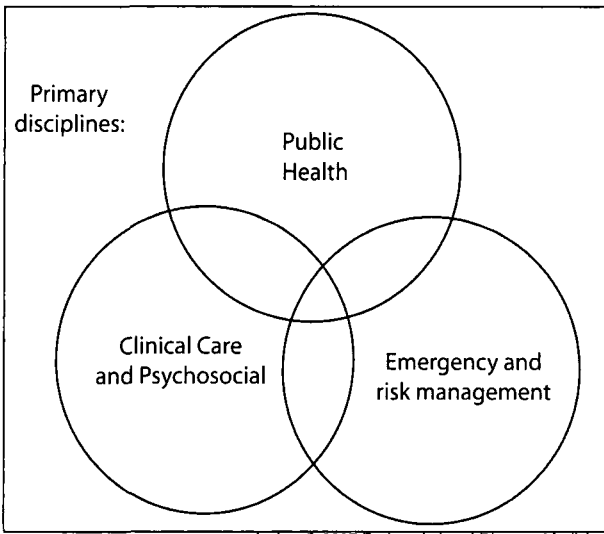 Primary
disciplines:
Public
Health
Clinical Care
and Psychosocial
Emergency and
risk management